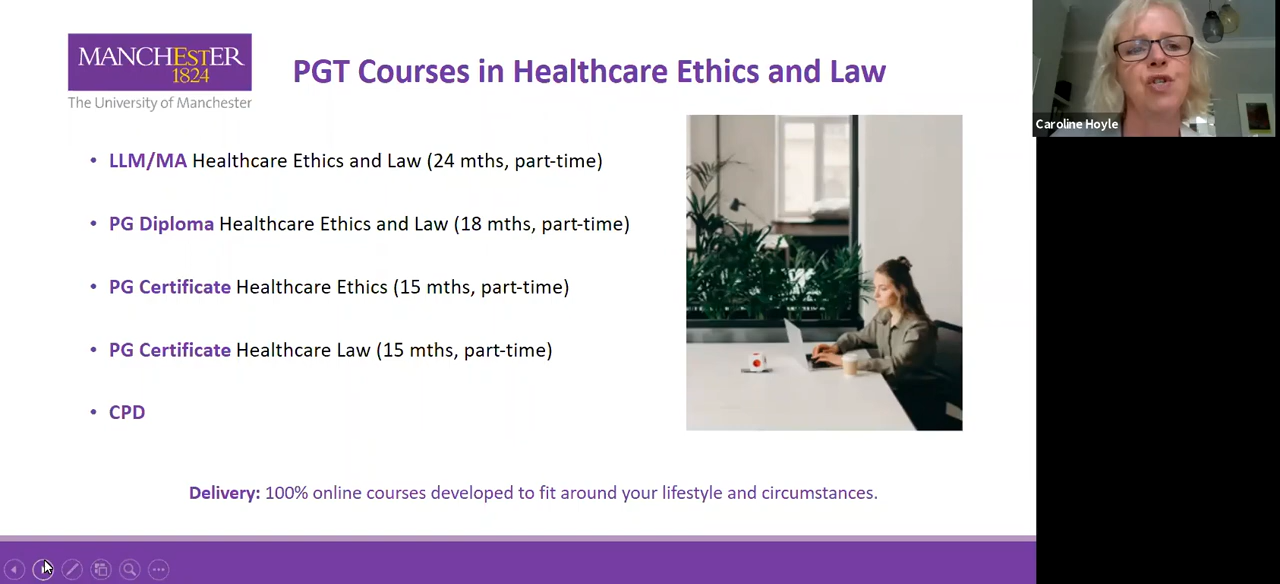 MANCHESTER
1824
The University of Manchester
PGT Courses in Healthcare Ethics and Law
• LLM/MA Healthcare Ethics and Law (24 mths, part-time)
• PG Diploma Healthcare Ethics and Law (18 mths, part-time)
• PG Certificate Healthcare Ethics (15 mths, part-time)
• PG Certificate Healthcare Law (15 mths, part-time)
• CPD
Delivery: 100% online courses developed to fit around your lifestyle and circumstances.
Caroline Hoyle